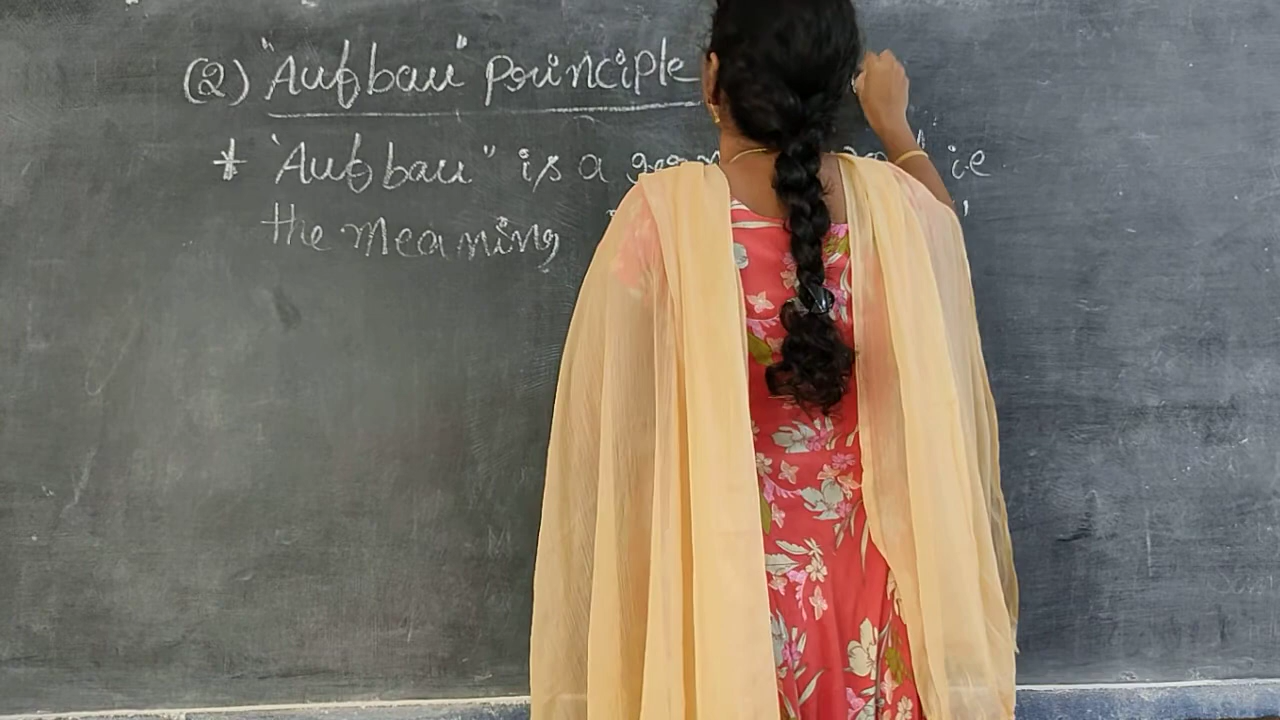 (2) "Aufbau" principle
* "Aufbau" is a ie
the meaning